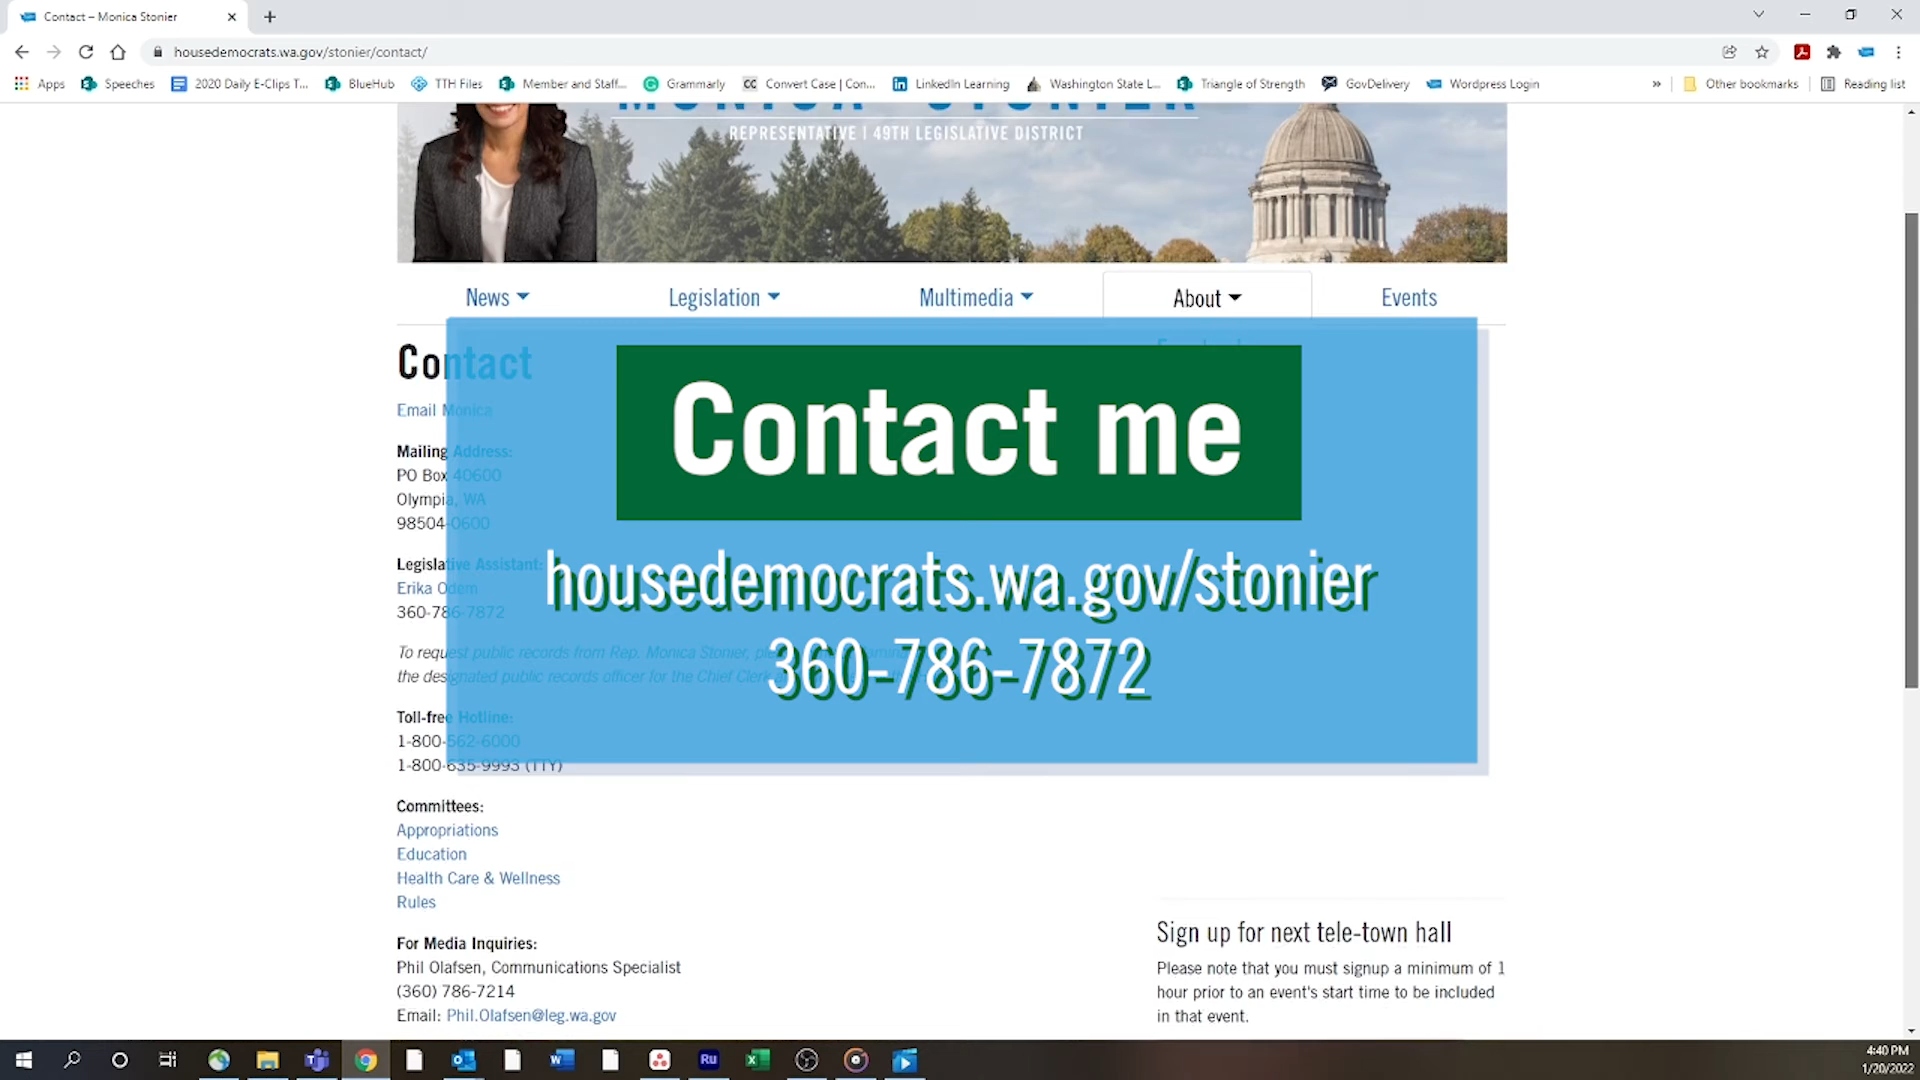 Contact – Monica Stonier
housedemocrats.wa.gov/stonier/contact/
Apps Speeches 2020 Daily E-Clips T... BlueHub TTH Files Member and Staff... Grammarly Convert Case | Con... LinkedIn Learning Washington State L... Triangle of Strength GovDelivery Wordpress Login » Other bookmarks Reading list
MONICA STONIER
REPRESENTATIVE | 49TH LEGISLATIVE DISTRICT
News Legislation Multimedia About Events
Contact
Email Monica
Mailing Address:
PO Box 40600
Olympia, WA
98504-0600
Legislative Assistant:
Erika Odem
360-786-7872
To request public records from Rep. Monica Stonier,
the designated public records officer for the Chief Clerk
Toll-free Hotline:
1-800-562-6000
1-800-635-9993 (TTY)
Contact me
housedemocrats.wa.gov/stonier
360-786-7872
Committees:
Appropriations
Education
Health Care & Wellness
Rules
For Media Inquiries:
Phil Olafsen, Communications Specialist
(360) 786-7214
Email: Phil.Olafsen@leg.wa.gov
Sign up for next tele-town hall
Please note that you must signup a minimum of 1
hour prior to an event's start time to be included
in that event.
4:40 PM
1/20/2022